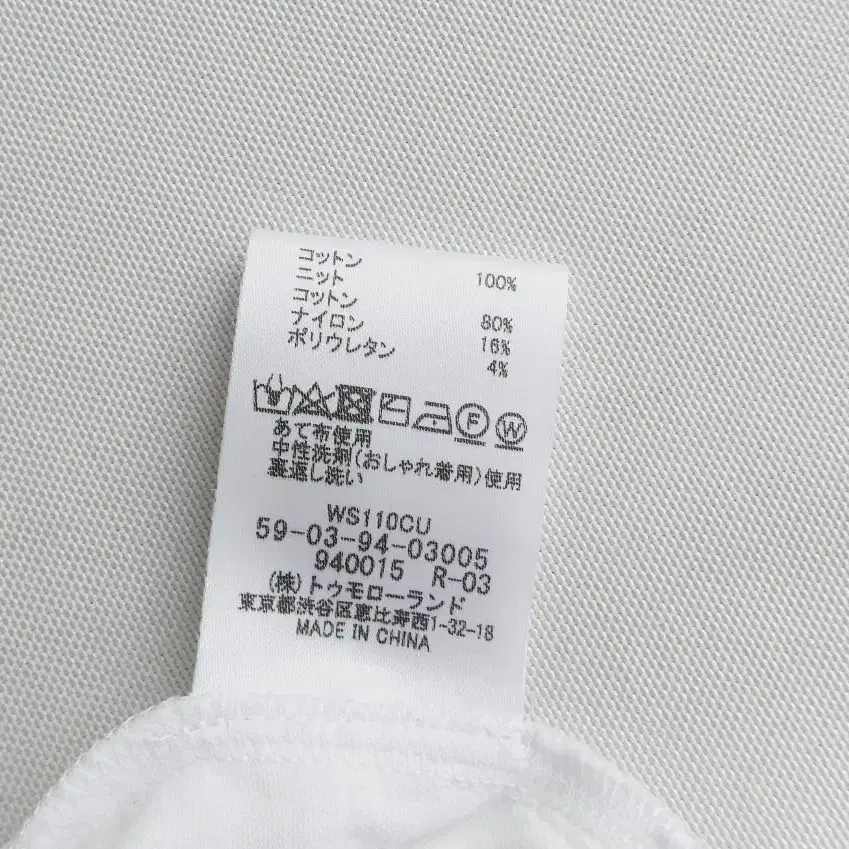 コットン 100%
ニット
コットン 80%
ナイロン 16%
ポリウレタン 4%
F W
あて布使用
中性洗剤(おしゃれ着用)使用
裏返し洗い
WS110CU
59-03-94-03005
940015 R-03
(株)トゥモローランド
東京都渋谷区恵比寿西1-32-18
MADE IN CHINA